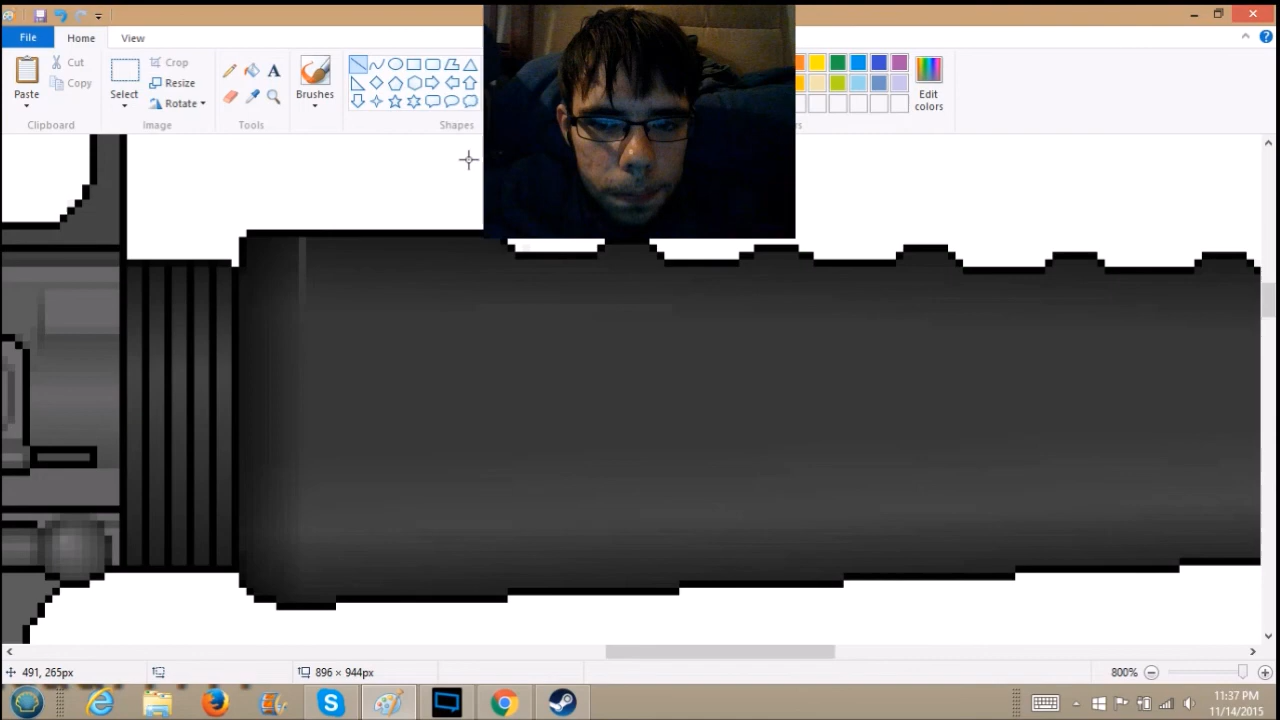 File Home View
Paste Cut Copy
Select Crop Resize Rotate
A
Brushes
Edit colors
Clipboard Image Tools Shapes
491, 265px 896 × 944px 800%
11:37 PM
11/14/2015